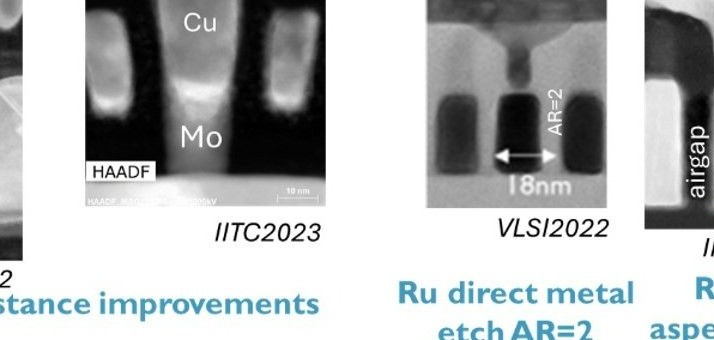 Cu
Mo
HAADF
10 nm
IITC2023
AR=2
18nm
VLSI2022
airgap
2
stance improvements
Ru direct metal
etch AR=2
R
aspe